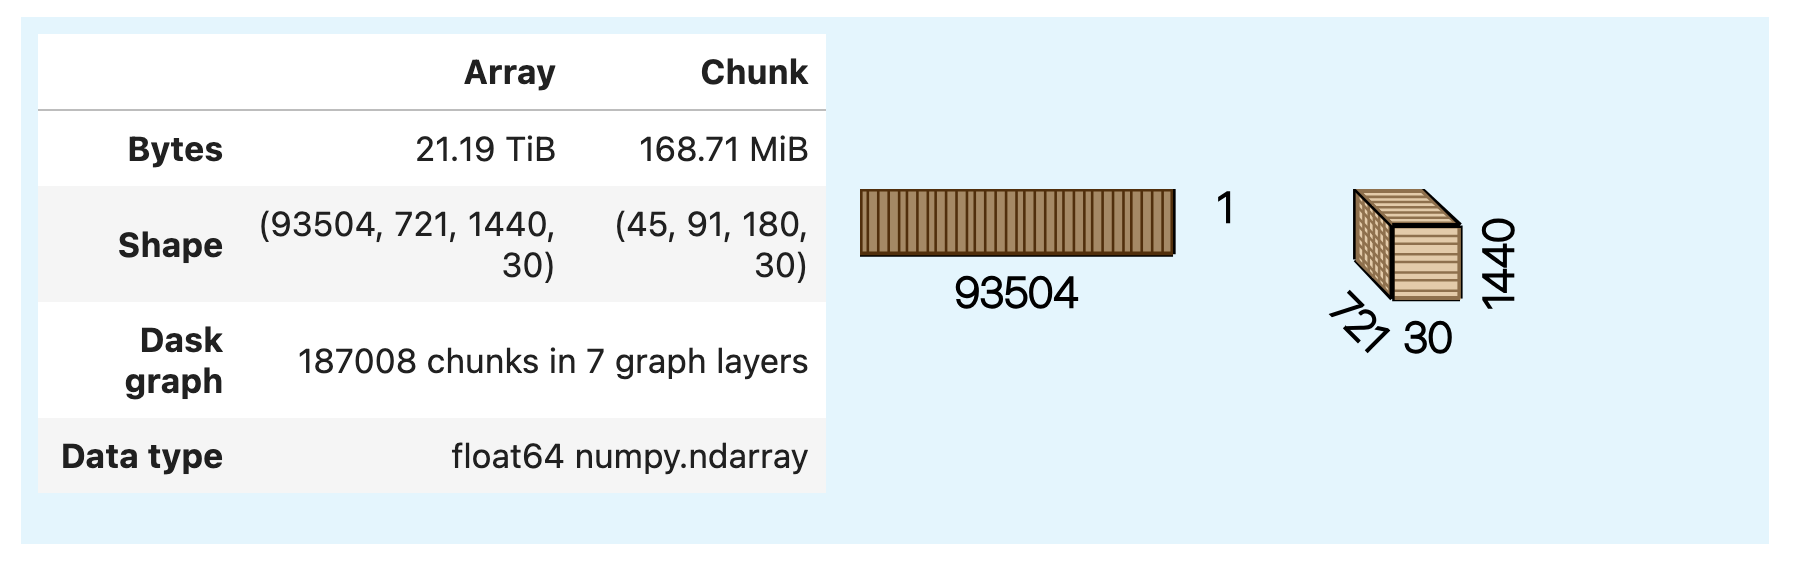 Array Chunk
Bytes 21.19 TiB 168.71 MiB
Shape (93504, 721, 1440, 30) (45, 91, 180, 30)
Dask graph 187008 chunks in 7 graph layers
Data type float64 numpy.ndarray
1
93504
721
30
1440